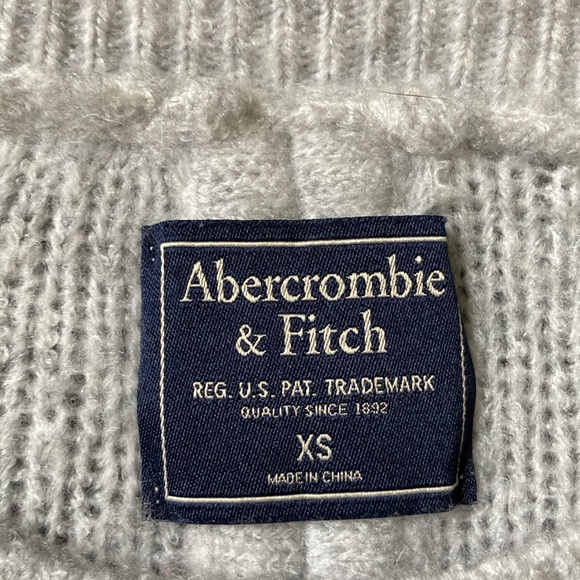 Abercrombie
& Fitch
REG. U.S. PAT. TRADEMARK
QUALITY SINCE 1892
XS
MADE IN CHINA